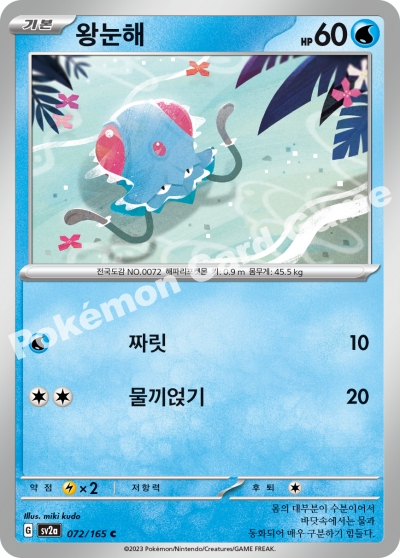 기본 왕눈해 HP 60
전국도감 NO.0072 해파리포켓몬 키: 0.9 m 몸무게: 45.5 kg
짜릿 10
물끼얹기 20
약점 ×2 저항력 후퇴
Illus. miki kudo
G sv2a 072/165 C
몸의 대부분이 수분이어서
바닷속에서는 물과
동화되어 매우 구분하기 힘들다.
©2023 Pokémon/Nintendo/Creatures/GAME FREAK.
Pokémon Card Game